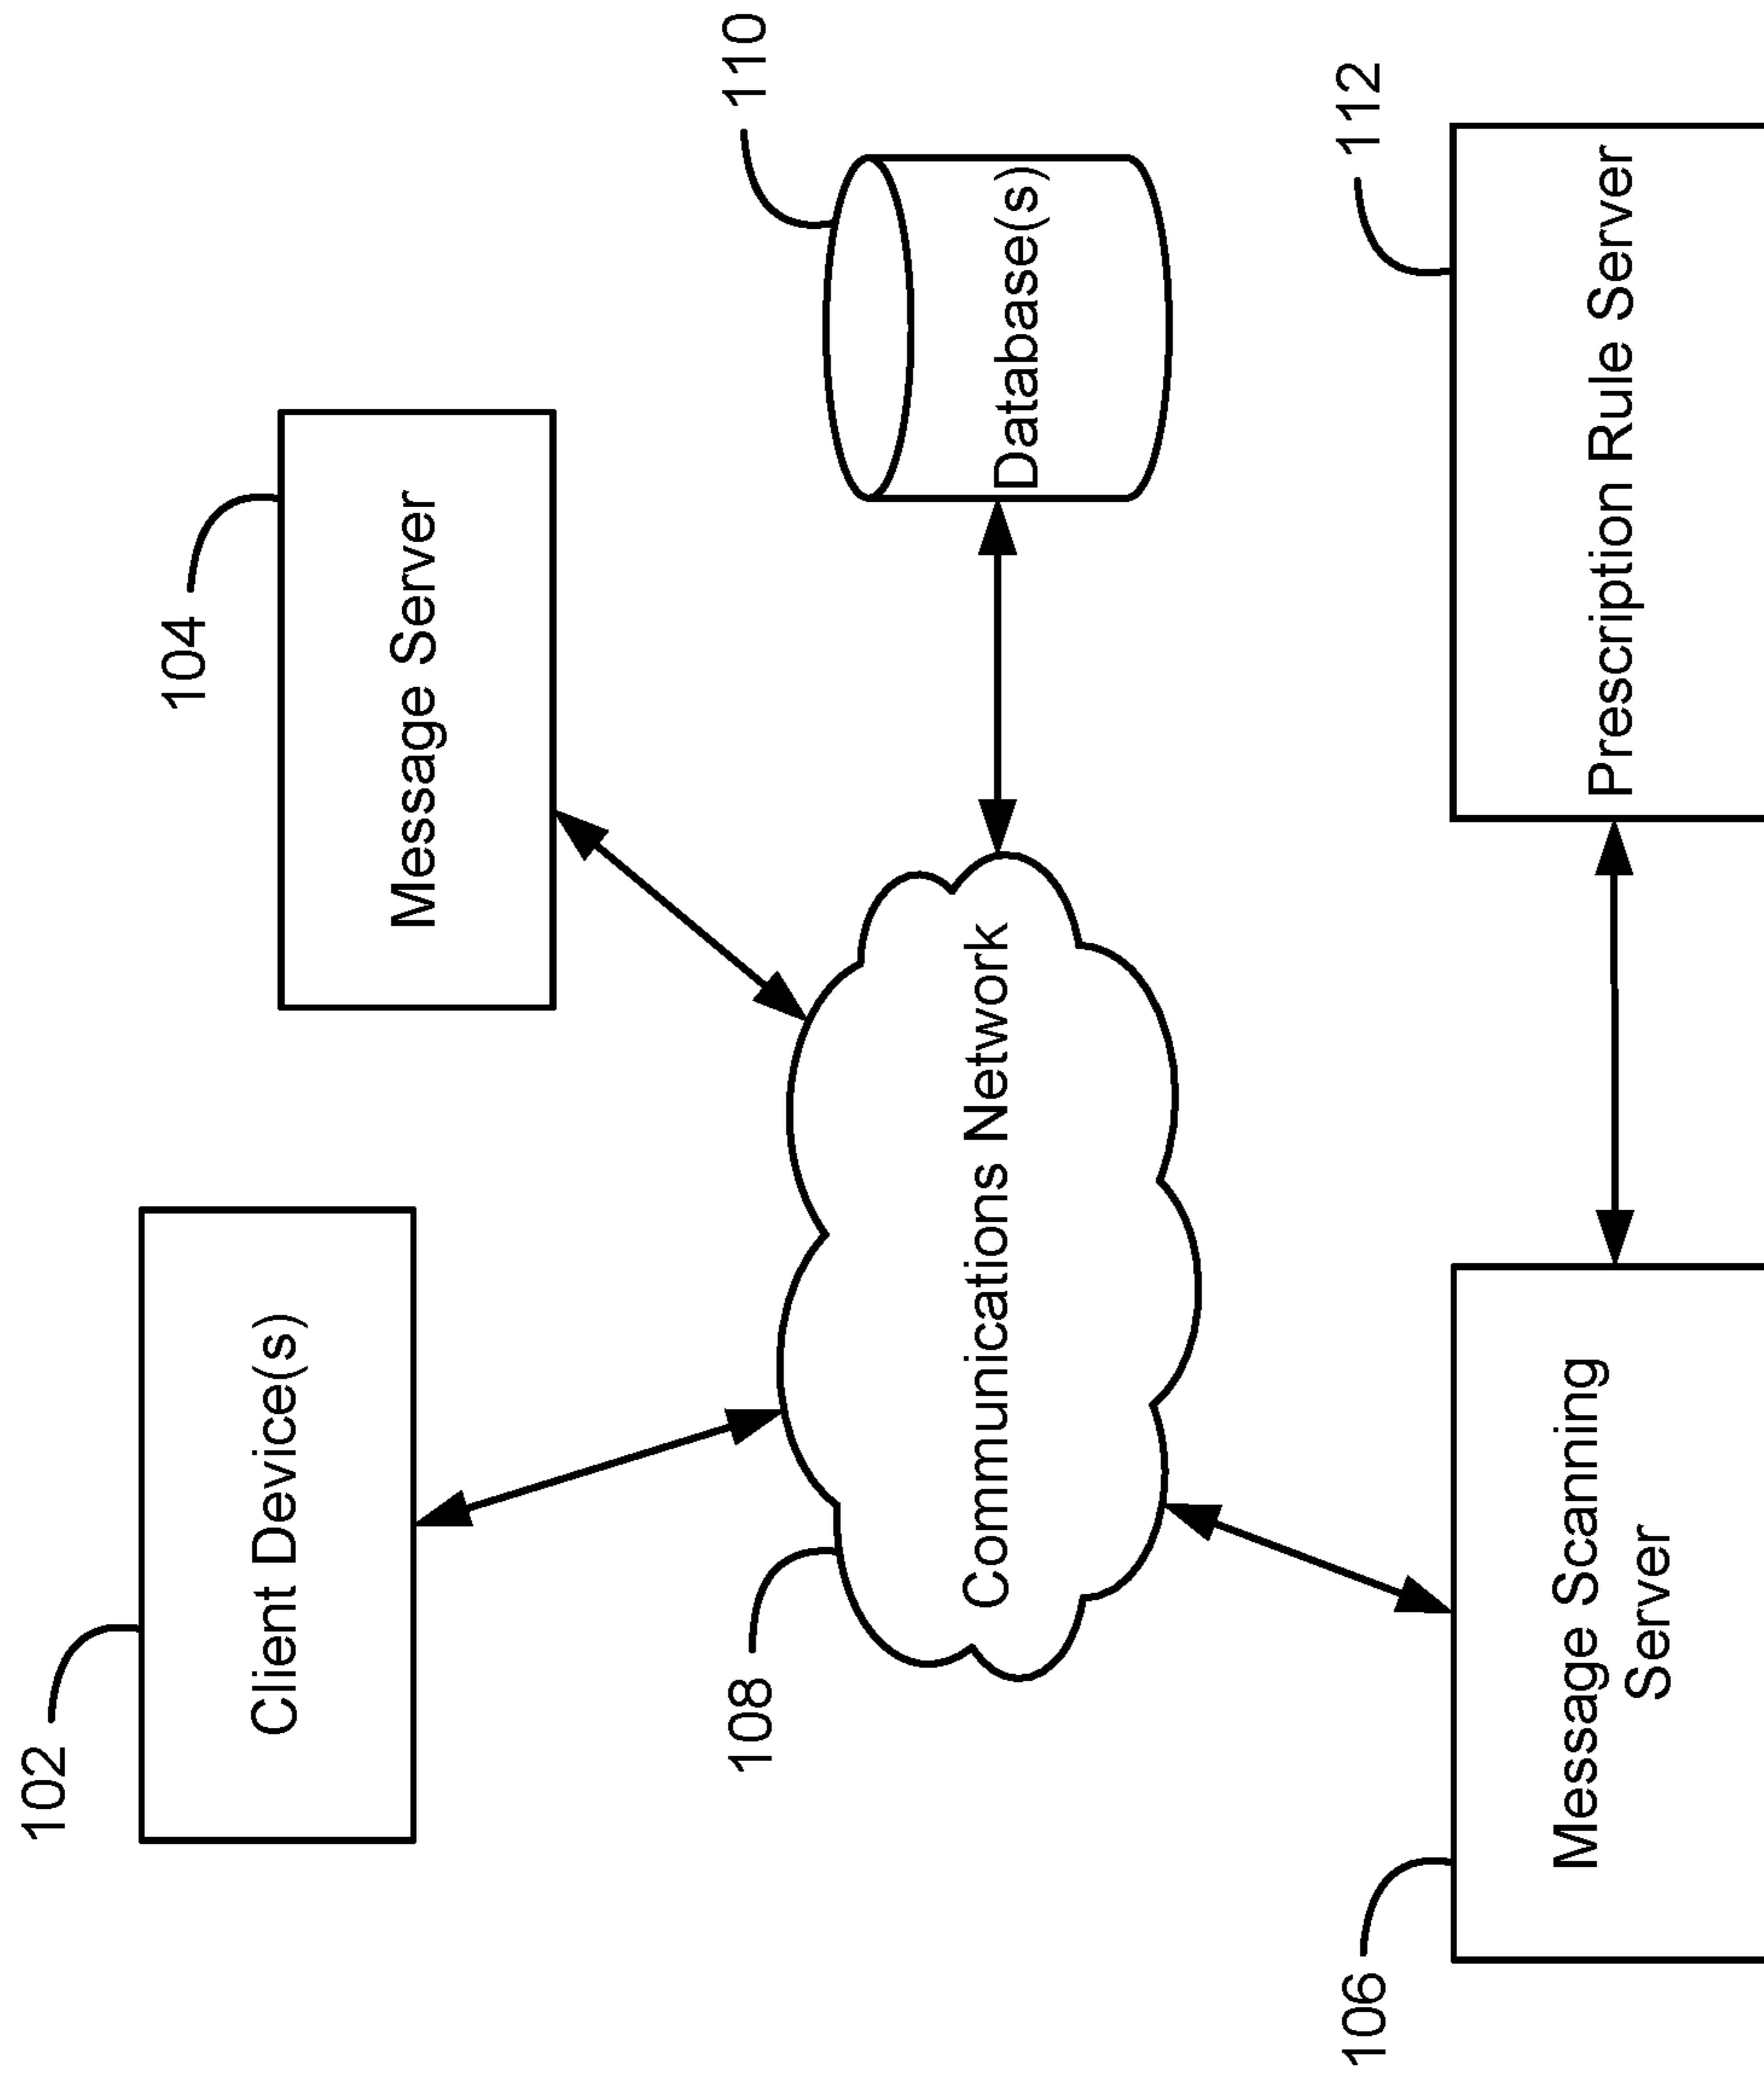 102
Client Device(s)
104
Message Server
108
Communications Network
110
Database(s)
106
Message Scanning
Server
112
Prescription Rule Server